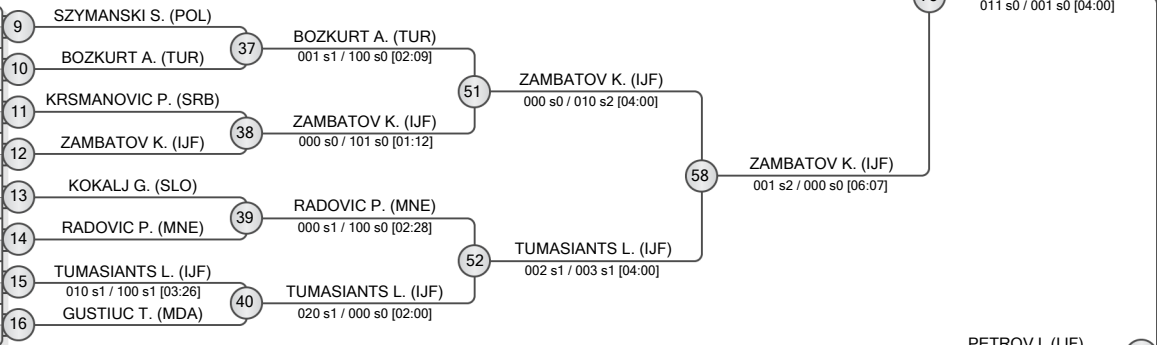 011 s0 / 001 s0 [04:00]
9
SZYMANSKI S. (POL)
37
BOZKURT A. (TUR)
001 s1 / 100 s0 [02:09]
10
BOZKURT A. (TUR)
51
ZAMBATOV K. (IJF)
000 s0 / 010 s2 [04:00]
11
KRSMANOVIC P. (SRB)
38
ZAMBATOV K. (IJF)
000 s0 / 101 s0 [01:12]
12
ZAMBATOV K. (IJF)
58
ZAMBATOV K. (IJF)
001 s2 / 000 s0 [06:07]
13
KOKALJ G. (SLO)
39
RADOVIC P. (MNE)
000 s1 / 100 s0 [02:28]
14
RADOVIC P. (MNE)
52
TUMASIANTS L. (IJF)
002 s1 / 003 s1 [04:00]
15
TUMASIANTS L. (IJF)
010 s1 / 100 s1 [03:26]
40
TUMASIANTS L. (IJF)
020 s1 / 000 s0 [02:00]
16
GUSTIUC T. (MDA)
PETROV I. (IJF)